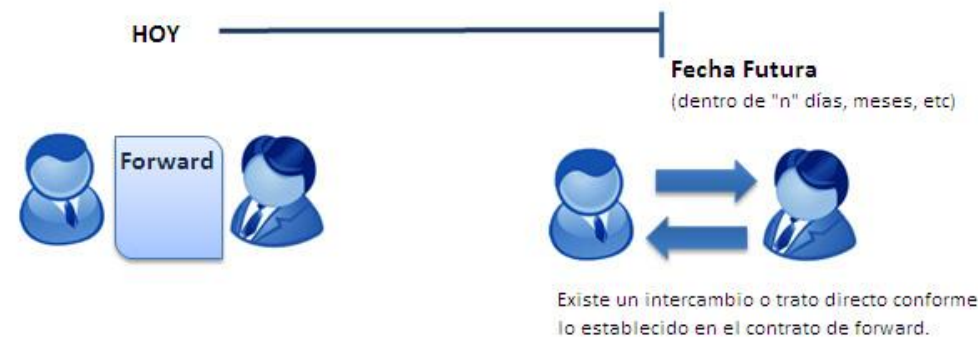 HOY
Fecha Futura
(dentro de "n" días, meses, etc)
Forward
Existe un intercambio o trato directo conforme
lo establecido en el contrato de forward.